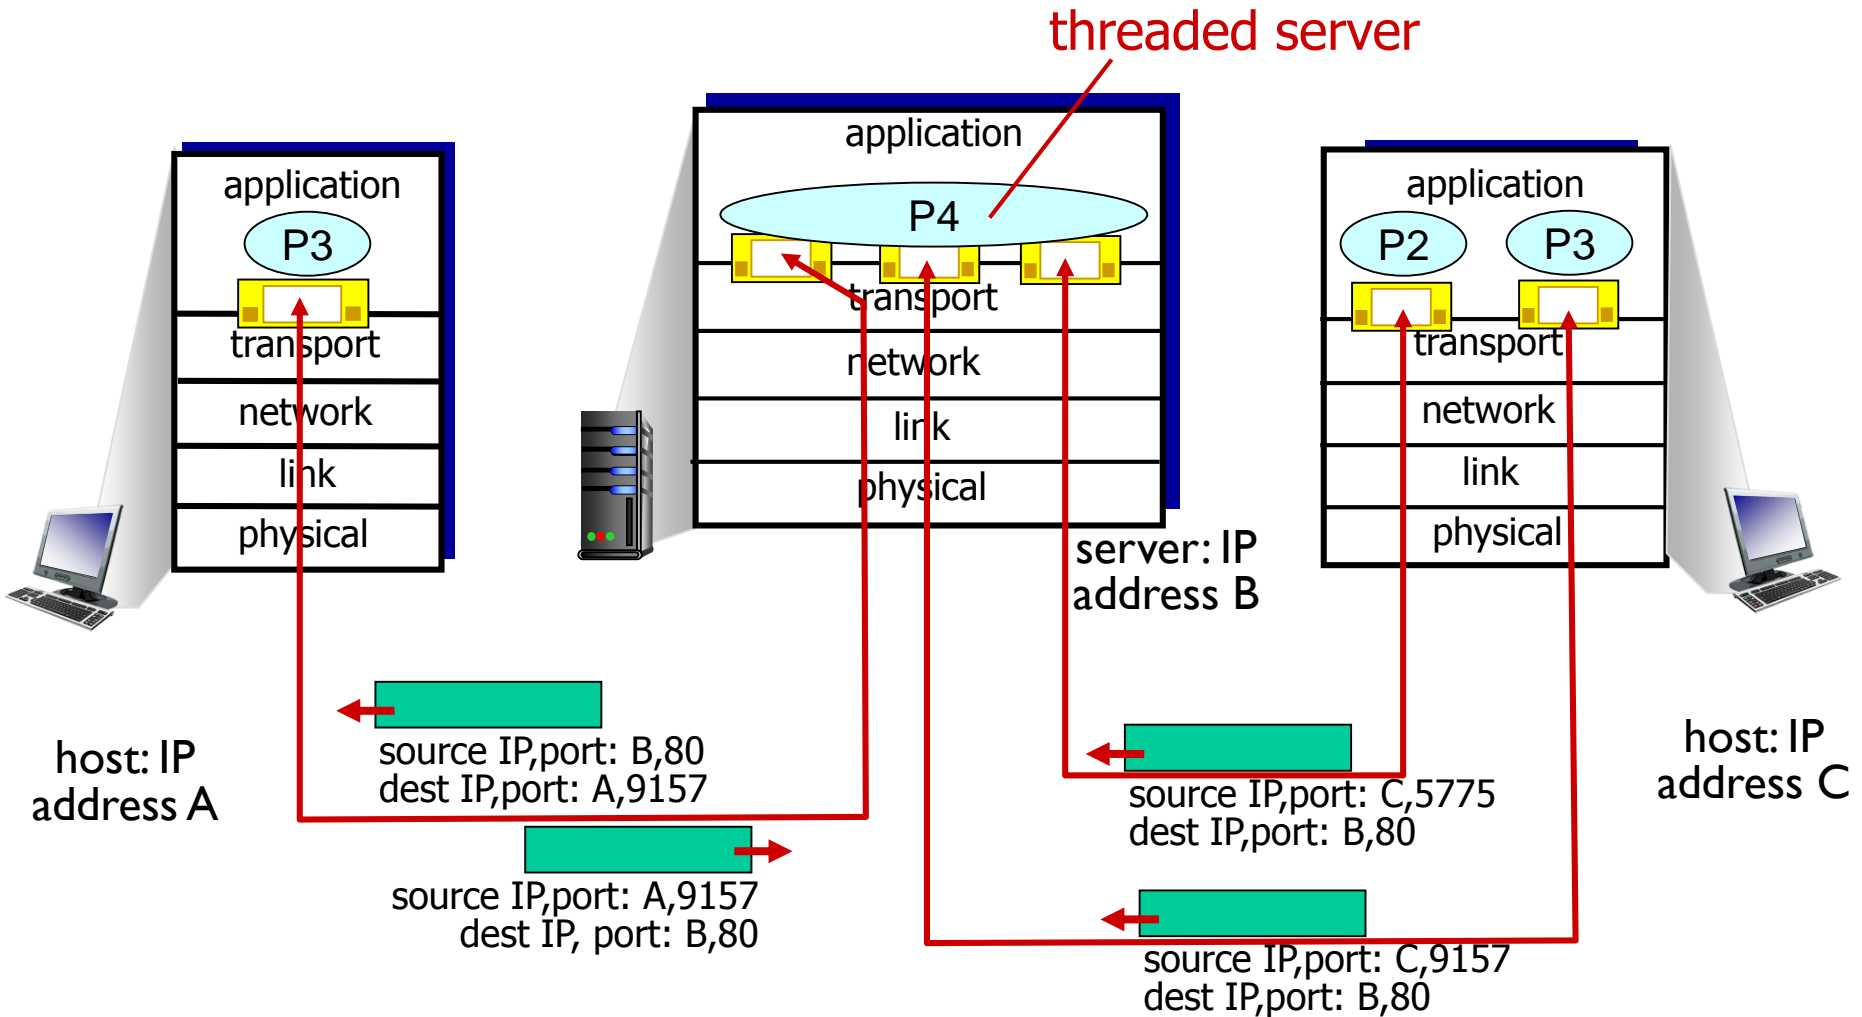 threaded server
application
P3
transport
network
link
physical
application
P4
transport
network
link
physical
application
P2
P3
transport
network
link
physical
server: IP
address B
host: IP
address A
source IP,port: B,80
dest IP,port: A,9157
source IP,port: A,9157
dest IP, port: B,80
source IP,port: C,5775
dest IP,port: B,80
source IP,port: C,9157
dest IP,port: B,80
host: IP
address C